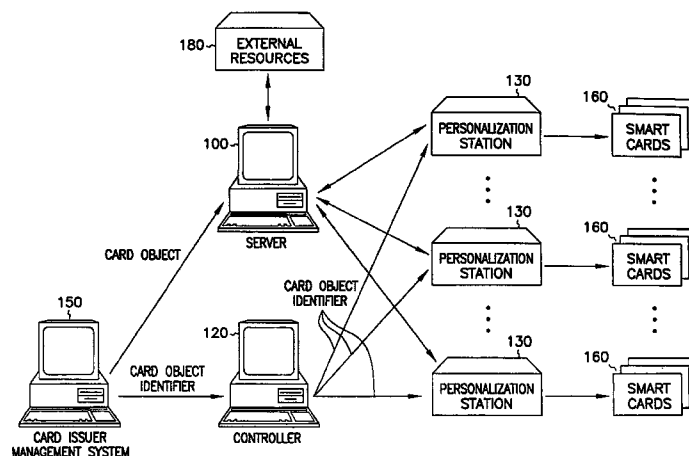 180
EXTERNAL
RESOURCES
130
160
PERSONALIZATION
STATION
SMART
CARDS
100
SERVER
130
160
PERSONALIZATION
STATION
SMART
CARDS
CARD OBJECT
CARD OBJECT
IDENTIFIER
150
120
130
160
CARD OBJECT
IDENTIFIER
PERSONALIZATION
STATION
SMART
CARDS
CARD ISSUER
MANAGEMENT SYSTEM
CONTROLLER